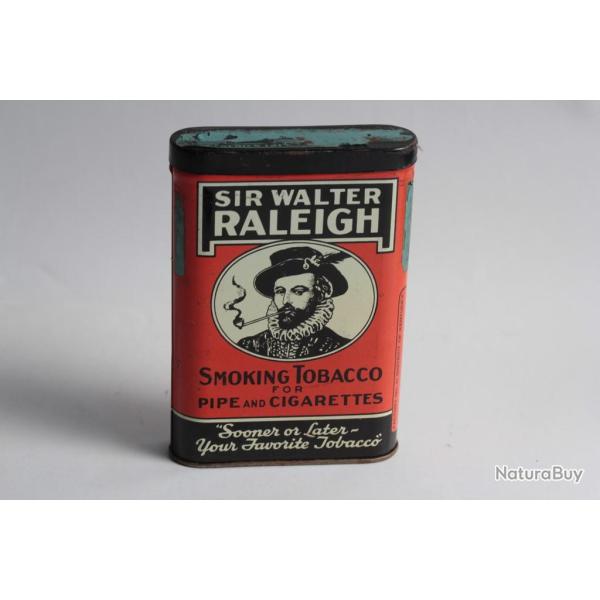 SIR WALTER
RALEIGH
SMOKING TOBACCO
FOR
PIPE AND CIGARETTES
"Sooner or Later-
Your Favorite Tobacco"
NaturaBuy